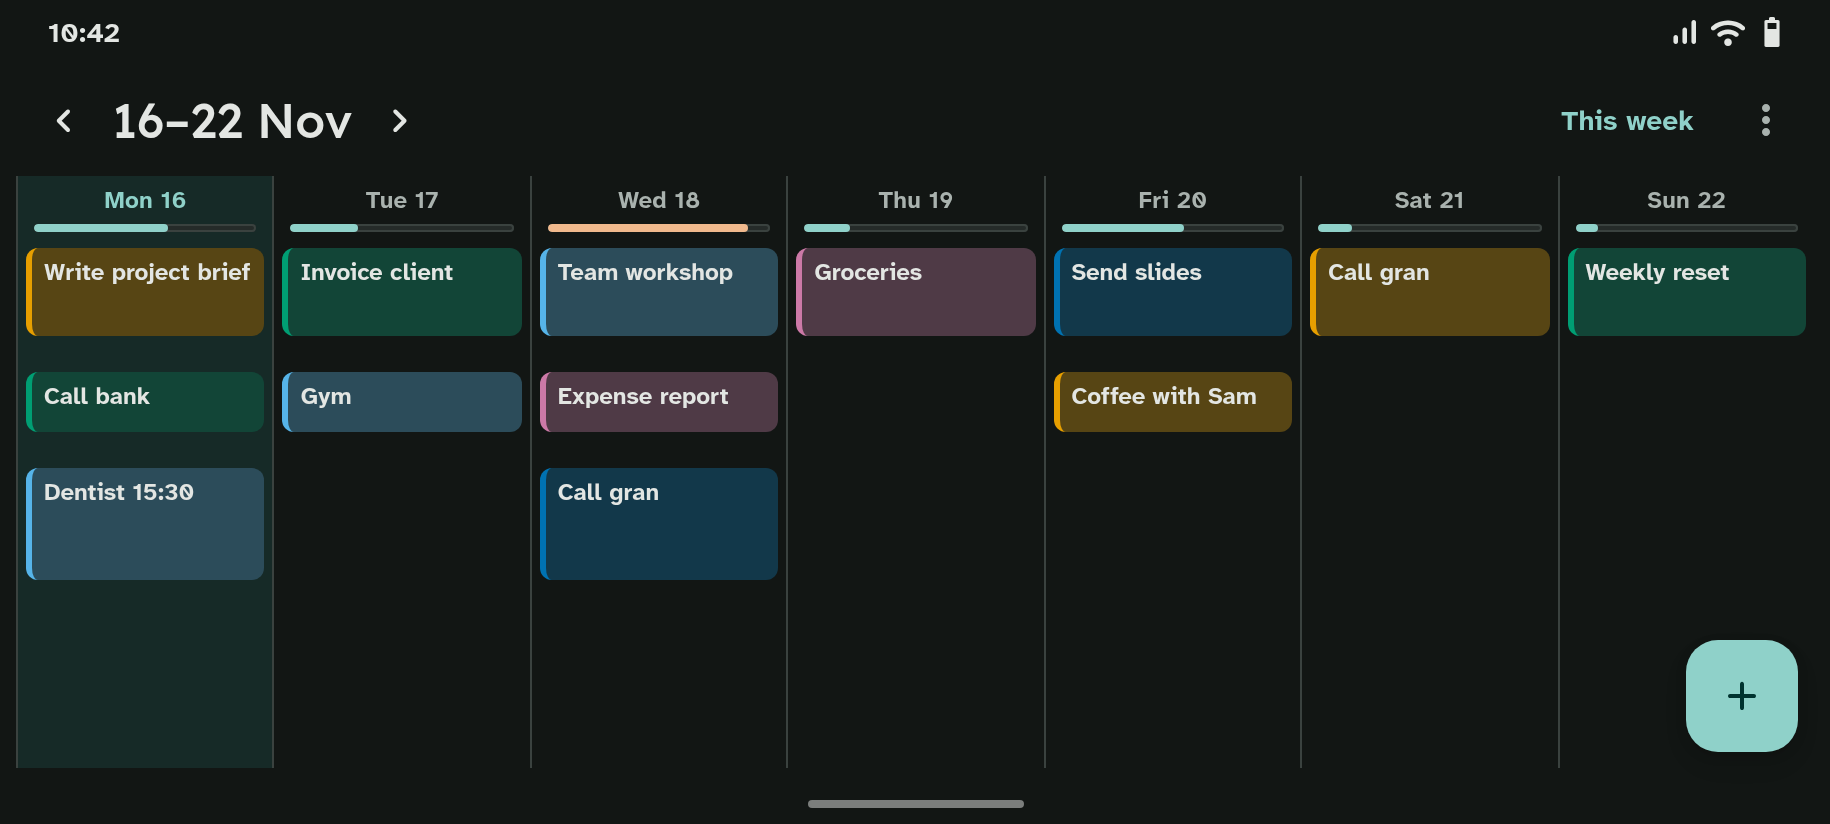 10:42
16–22 Nov
This week
Mon 16
Write project brief
Call bank
Dentist 15:30
Tue 17
Invoice client
Gym
Wed 18
Team workshop
Expense report
Call gran
Thu 19
Groceries
Fri 20
Send slides
Coffee with Sam
Sat 21
Call gran
Sun 22
Weekly reset